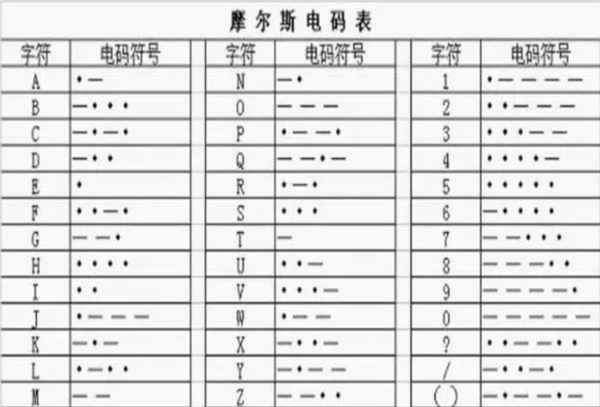 摩尔斯电码表
字符 电码符号 字符 电码符号 字符 电码符号
A •— N —• 1 •————
B —••• O ——— 2 ••———
C —•—• P •——• 3 •••——
D —•• Q ——•— 4 ••••—
E • R •—• 5 •••••
F ••—• S ••• 6 —••••
G ——• T — 7 ——•••
H •••• U ••— 8 ———••
I •• V •••— 9 ————•
J •——— W •—— 0 —————
K —•— X —••— ? ••——••
L •—•• Y —•—— / —••—•
M —— Z ——•• () —•——•—